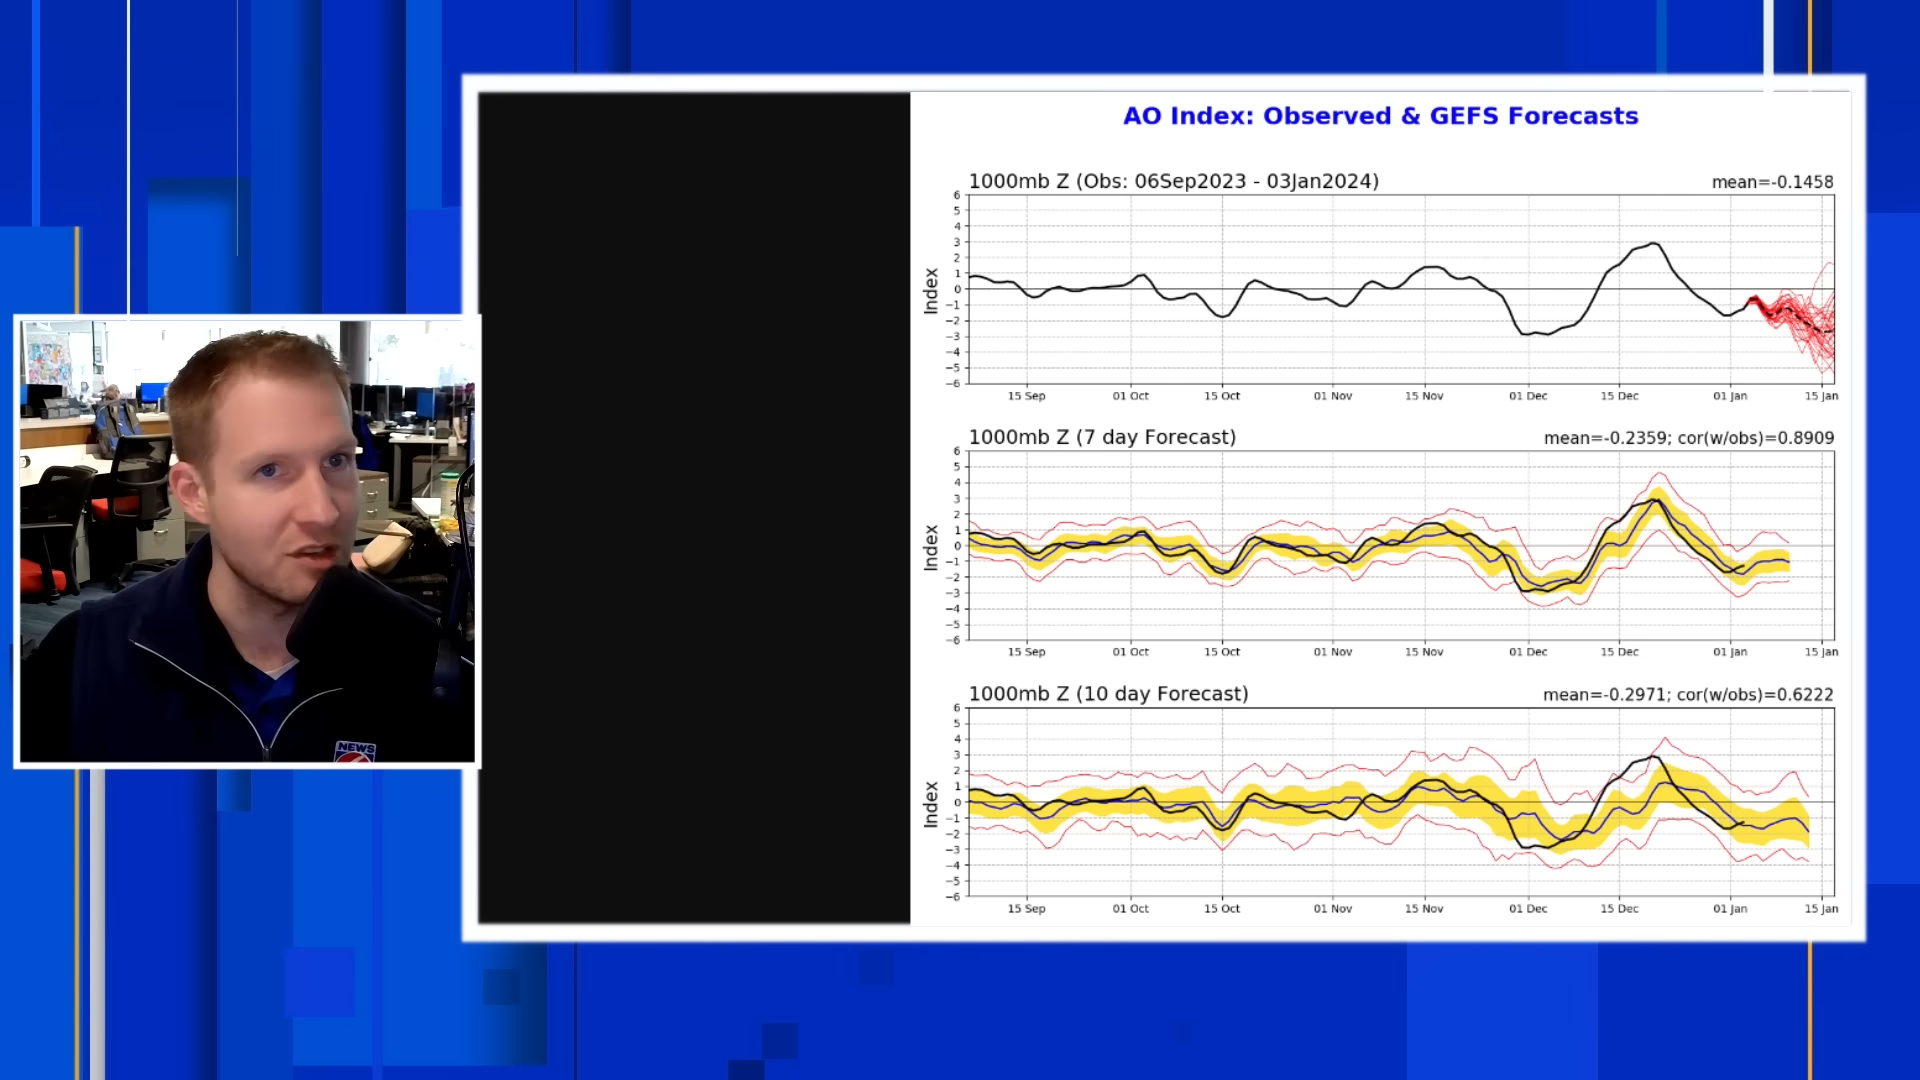 AO Index: Observed & GEFS Forecasts
1000mb Z (Obs: 06Sep2023 - 03Jan2024)
mean=-0.1458
Index
6
5
4
3
2
1
0
−1
−2
−3
−4
−5
−6
15 Sep
01 Oct
15 Oct
01 Nov
15 Nov
01 Dec
15 Dec
01 Jan
15 Jan
1000mb Z (7 day Forecast)
mean=-0.2359; cor(w/obs)=0.8909
Index
6
5
4
3
2
1
0
−1
−2
−3
−4
−5
−6
15 Sep
01 Oct
15 Oct
01 Nov
15 Nov
01 Dec
15 Dec
01 Jan
15 Jan
1000mb Z (10 day Forecast)
mean=-0.2971; cor(w/obs)=0.6222
Index
6
5
4
3
2
1
0
−1
−2
−3
−4
−5
−6
15 Sep
01 Oct
15 Oct
01 Nov
15 Nov
01 Dec
15 Dec
01 Jan
15 Jan
NEWS